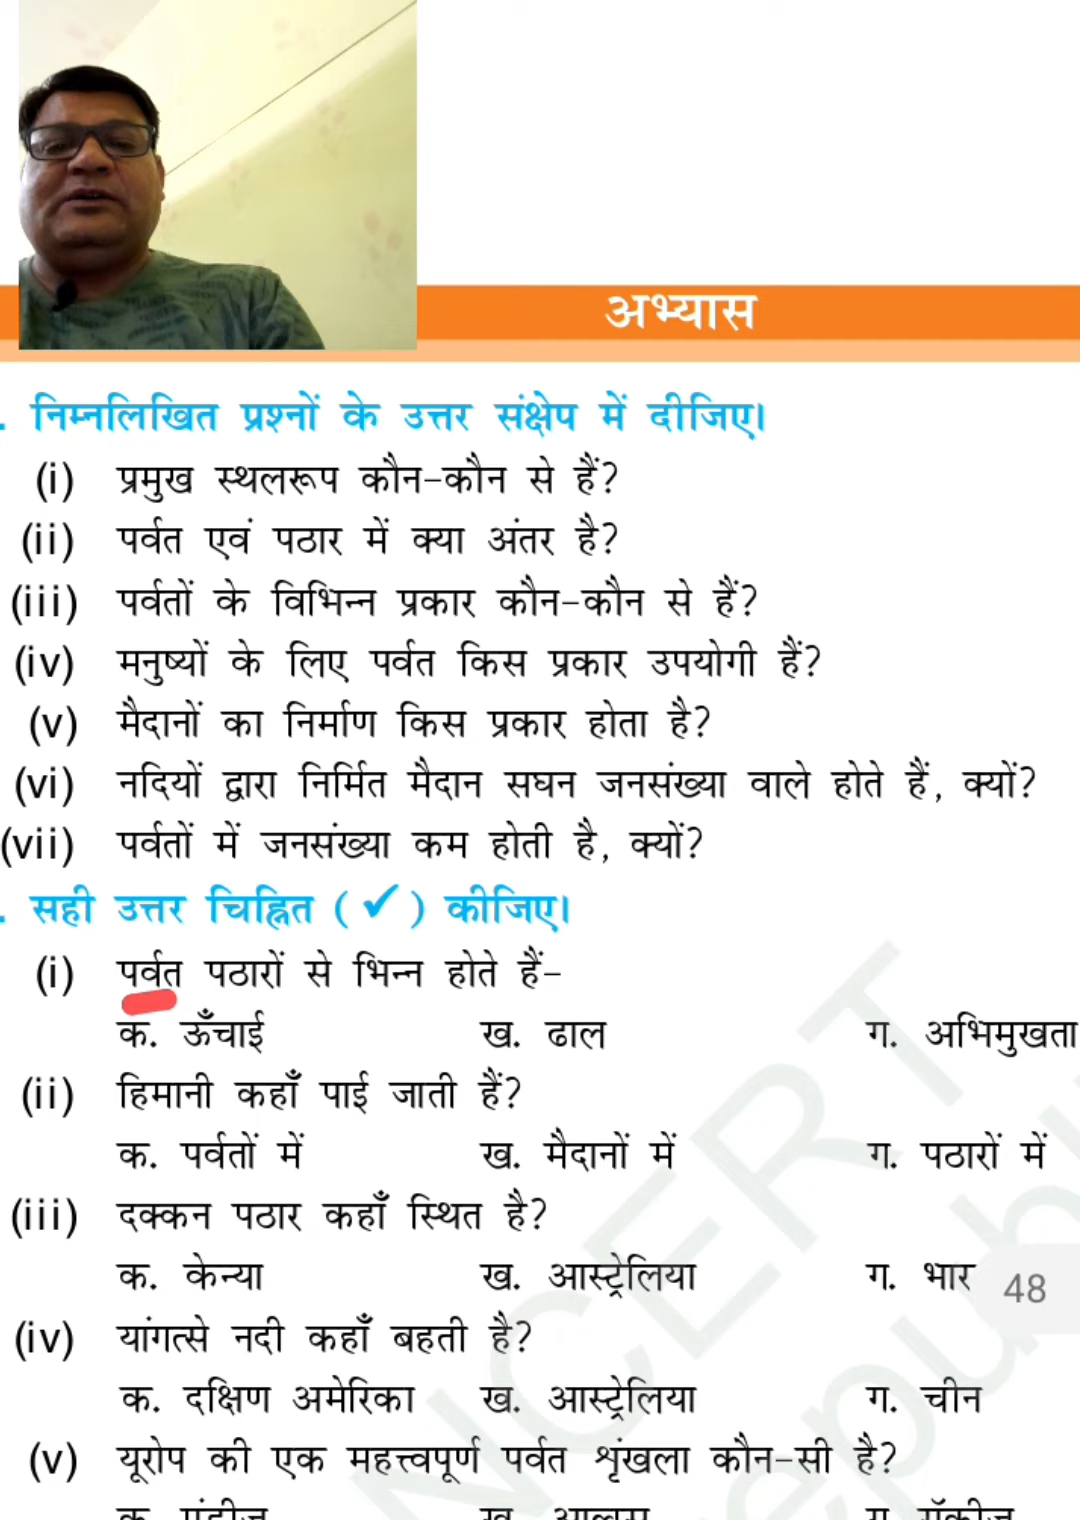 अभ्यास
. निम्नलिखित प्रश्नों के उत्तर संक्षेप में दीजिए।
(i) प्रमुख स्थलरूप कौन-कौन से हैं?
(ii) पर्वत एवं पठार में क्या अंतर है?
(iii) पर्वतों के विभिन्न प्रकार कौन-कौन से हैं?
(iv) मनुष्यों के लिए पर्वत किस प्रकार उपयोगी हैं?
(v) मैदानों का निर्माण किस प्रकार होता है?
(vi) नदियों द्वारा निर्मित मैदान सघन जनसंख्या वाले होते हैं, क्यों?
(vii) पर्वतों में जनसंख्या कम होती है, क्यों?
. सही उत्तर चिह्नित (✓) कीजिए।
(i) पर्वत पठारों से भिन्न होते हैं-
क. ऊँचाई ख. ढाल ग. अभिमुखता
(ii) हिमानी कहाँ पाई जाती हैं?
क. पर्वतों में ख. मैदानों में ग. पठारों में
(iii) दक्कन पठार कहाँ स्थित है?
क. केन्या ख. आस्ट्रेलिया ग. भार 48
(iv) यांगत्से नदी कहाँ बहती है?
क. दक्षिण अमेरिका ख. आस्ट्रेलिया ग. चीन
(v) यूरोप की एक महत्त्वपूर्ण पर्वत शृंखला कौन-सी है?
NCERT